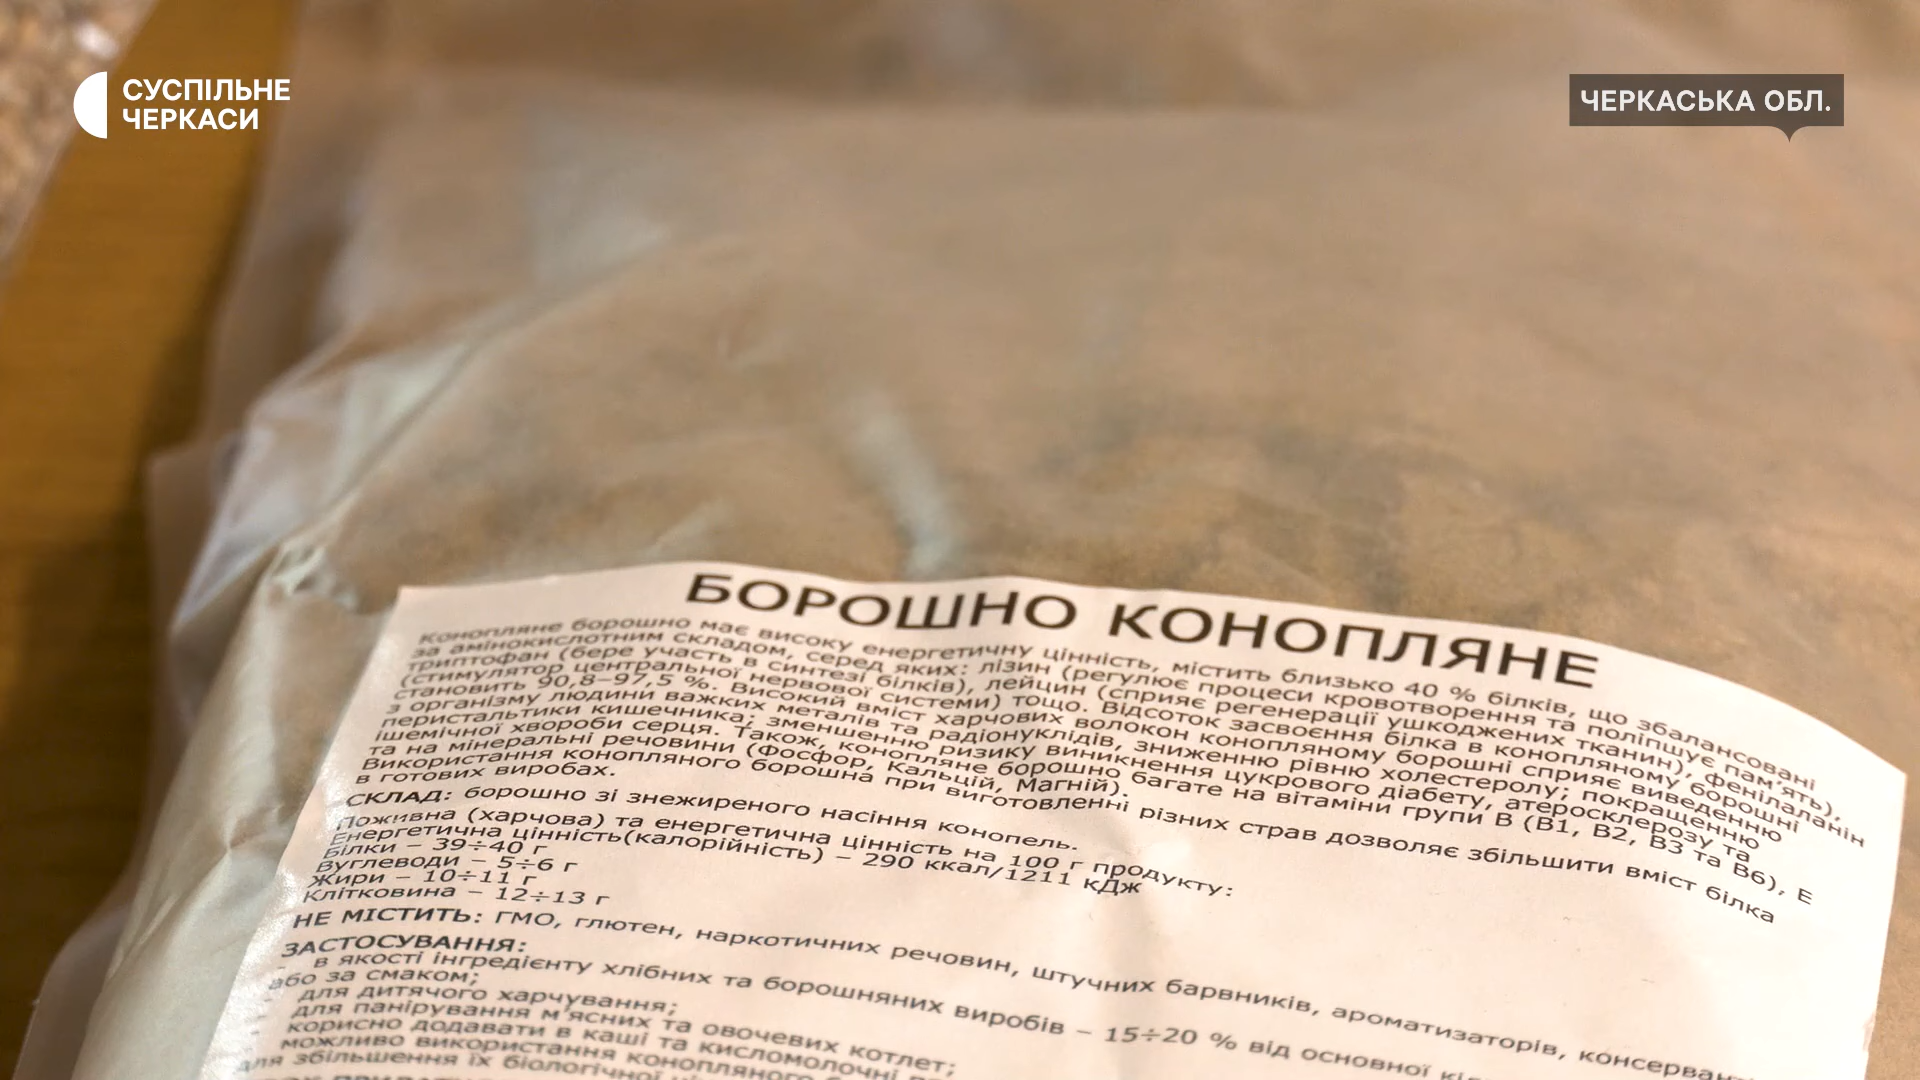 СУСПІЛЬНЕ
ЧЕРКАСИ
ЧЕРКАСЬКА ОБЛ.
БОРОШНО КОНОПЛЯНЕ
Конопляне борошно має високу енергетичну цінність, містить близько 40 % білків, що збалансовані
за амінокислотним складом, серед яких: лізин (регулює процеси кровотворення та поліпшує пам'ять),
триптофан (бере участь в синтезі білків), лейцин (сприяє регенерації ушкоджених тканин), фенілаланін
(стимулятор центральної нервової системи) тощо. Відсоток засвоєння білка в конопляному борошні
становить 90,8–97,5 %. Високий вміст харчових волокон конопляному борошні сприяє виведенню
з організму людини важких металів та радіонуклідів, зниженню рівню холестеролу; покращенню
перистальтики кишечника; зменшенню ризику виникнення цукрового діабету, атеросклерозу та
ішемічної хвороби серця. Також, конопляне борошно багате на вітаміни групи В (В1, В2, В3 та В6), Е
та на мінеральні речовини (Фосфор, Кальцій, Магній).
Використання конопляного борошна при виготовленні різних страв дозволяє збільшити вміст білка
в готових виробах.
СКЛАД: борошно зі знежиреного насіння конопель.
Поживна (харчова) та енергетична цінність на 100 г продукту:
Енергетична цінність(калорійність) – 290 ккал/1211 кДж
Білки – 39÷40 г
Вуглеводи – 5÷6 г
Жири – 10÷11 г
Клітковина – 12÷13 г
НЕ МІСТИТЬ: ГМО, глютен, наркотичних речовин, штучних барвників, ароматизаторів,
ЗАСТОСУВАННЯ:
- в якості інгредієнту хлібних та борошняних виробів – 15÷20 % від основної
або за смаком;
- для дитячого харчування;
- для панірування м'ясних та овочевих котлет;
- корисно додавати в каші та кисломолочні
можливо використання конопляного
для збільшення їх біологічної